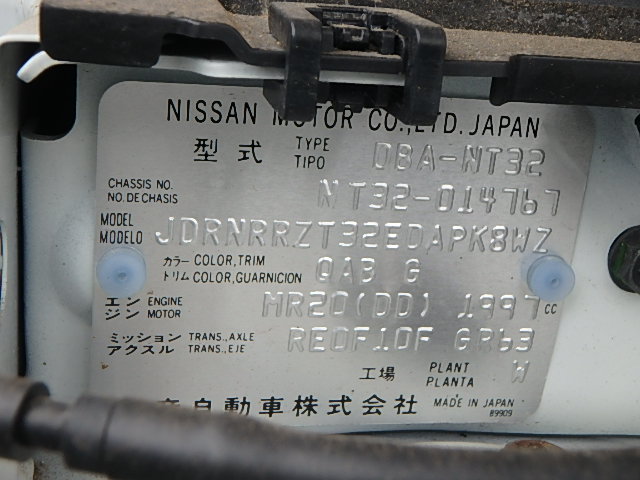 NISSAN MOTOR CO.,LTD. JAPAN
型式 TYPE TIPO DBA-NT32
CHASSIS NO. NO. DE CHASIS NT32-014767
MODEL MODELO JDRNRRZT32EDAPK8WZ
カラー COLOR,TRIM トリム COLOR,GUARNICION QAB G
エンジン ENGINE MOTOR MR20(DD) 1997 cc
ミッション TRANS.,AXLE アクスル TRANS.,EJE RE0F10F GR63
工場 PLANT PLANTA W
産自動車株式会社 MADE IN JAPAN
89909